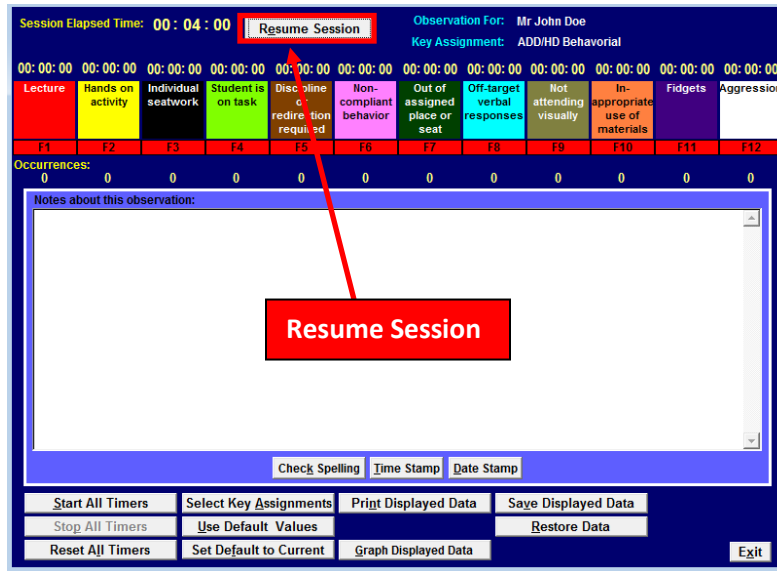 Session Elapsed Time: 00 : 04 : 00 Resume Session Observation For: Mr John Doe
Key Assignment: ADD/HD Behavorial
00: 00: 00 00: 00: 00 00: 00: 00 00: 00: 00 00: 00: 00 00: 00: 00 00: 00: 00 00: 00: 00 00: 00: 00 00: 00: 00 00: 00: 00 00: 00: 00
Lecture
Hands on
activity
Individual
seatwork
Student is
on task
Discipline
or
redirection
required
Non-
compliant
behavior
Out of
assigned
place or
seat
Off-target
verbal
responses
Not
attending
visually
In-
appropriate
use of
materials
Fidgets
Aggression
F1 F2 F3 F4 F5 F6 F7 F8 F9 F10 F11 F12
Occurrences:
0 0 0 0 0 0 0 0 0 0 0 0
Notes about this observation:
Resume Session
Check Spelling Time Stamp Date Stamp
Start All Timers Select Key Assignments Print Displayed Data Save Displayed Data
Stop All Timers Use Default Values Restore Data
Reset All Timers Set Default to Current Graph Displayed Data Exit